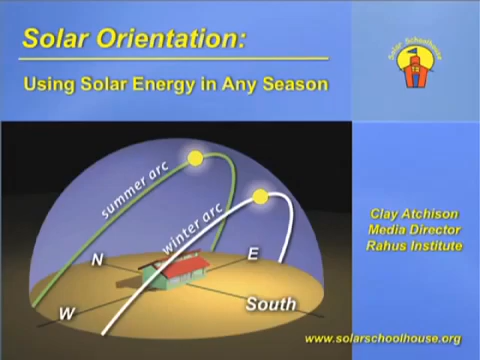 Solar Orientation:
Using Solar Energy in Any Season
Solar Schoolhouse
summer arc
winter arc
N
E
W
South
Clay Atchison
Media Director
Rahus Institute
www.solarschoolhouse.org